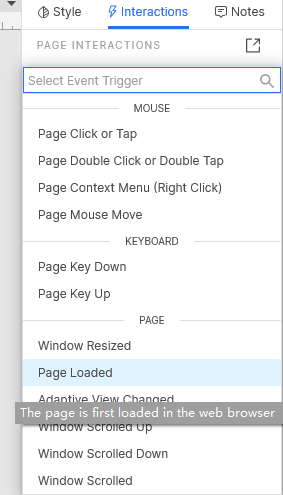 Style Interactions Notes
PAGE INTERACTIONS
Select Event Trigger
MOUSE
Page Click or Tap
Page Double Click or Double Tap
Page Context Menu (Right Click)
Page Mouse Move
KEYBOARD
Page Key Down
Page Key Up
PAGE
Window Resized
Page Loaded
Adaptive View Changed
The page is first loaded in the web browser
Window Scrolled Up
Window Scrolled Down
Window Scrolled